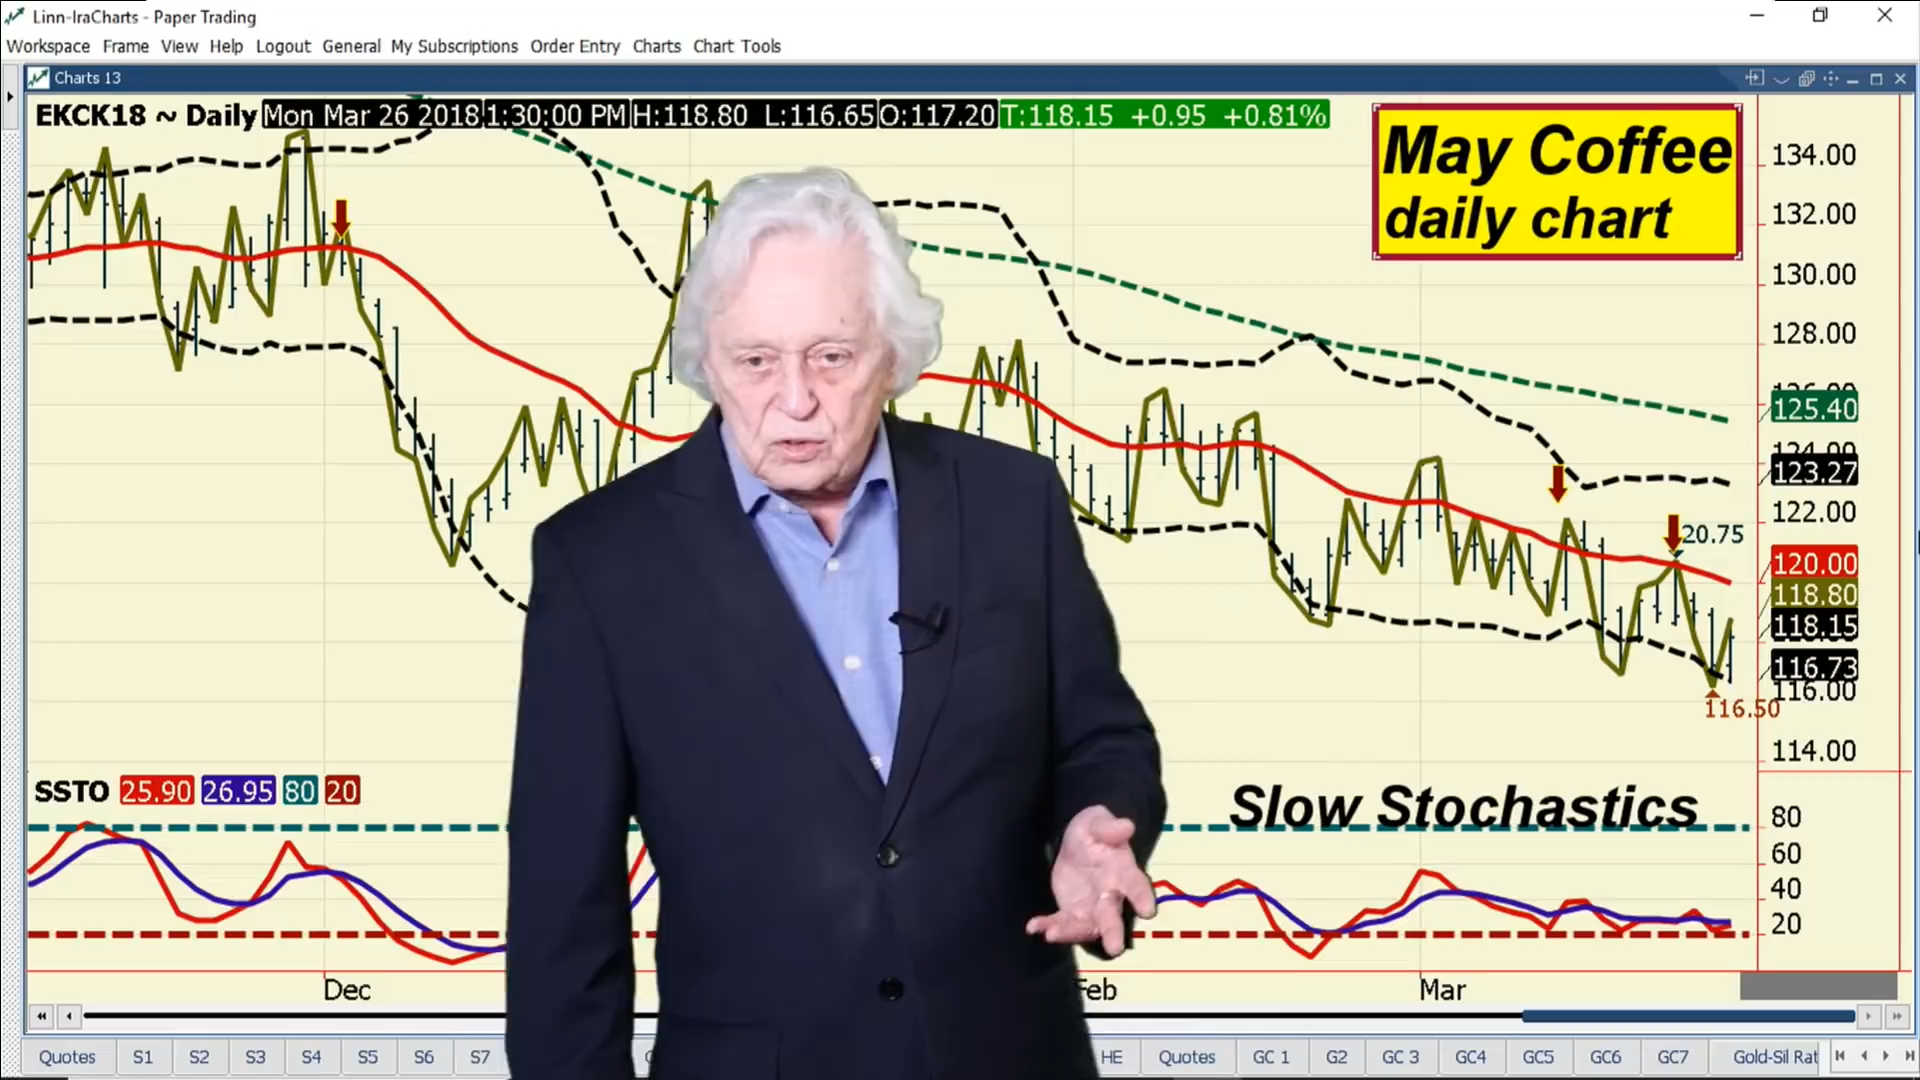 Linn-IraCharts - Paper Trading
Workspace Frame View Help Logout General My Subscriptions Order Entry Charts Chart Tools
Charts 13
EKCK18 ~ Daily Mon Mar 26 2018 1:30:00 PM H:118.80 L:116.65 O:117.20 T:118.15 +0.95 +0.81%
May Coffee
daily chart
134.00
132.00
130.00
128.00
126.00
125.40
124.00
123.27
122.00
20.75
120.00
118.80
118.15
116.73
116.00
116.50
114.00
SSTO 25.90 26.95 80 20
Slow Stochastics
80
60
40
20
Dec Feb Mar
Quotes S1 S2 S3 S4 S5 S6 S7 HE Quotes GC 1 G2 GC 3 GC4 GC5 GC6 GC7 Gold-Sil Rat